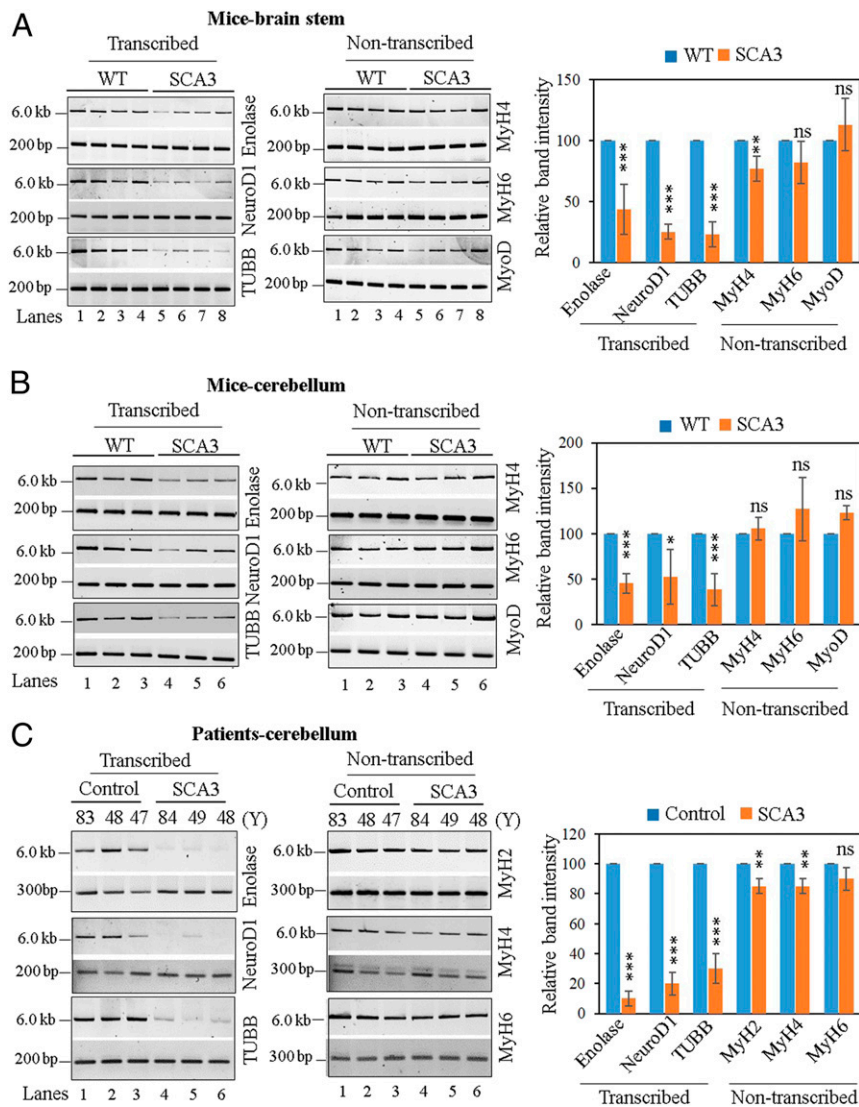 A
Mice-brain stem
Transcribed
Non-transcribed
WT SCA3
WT SCA3
6.0 kb
200 bp
Enolase
6.0 kb
200 bp
NeuroD1
6.0 kb
200 bp
TUBB
Lanes 1 2 3 4 5 6 7 8
6.0 kb
200 bp
MyH4
6.0 kb
200 bp
MyH6
6.0 kb
200 bp
MyoD
1 2 3 4 5 6 7 8
WT SCA3
Relative band intensity
150
100
50
0
*** *** *** ** ns ns
Enolase NeuroD1 TUBB MyH4 MyH6 MyoD
Transcribed Non-transcribed
B
Mice-cerebellum
Transcribed
Non-transcribed
WT SCA3
WT SCA3
6.0 kb
200 bp
Enolase
6.0 kb
200 bp
NeuroD1
6.0 kb
200 bp
TUBB
Lanes 1 2 3 4 5 6
6.0 kb
200 bp
MyH4
6.0 kb
200 bp
MyH6
6.0 kb
200 bp
MyoD
1 2 3 4 5 6
WT SCA3
Relative band intensity
200
150
100
50
0
*** * *** ns ns ns
Enolase NeuroD1 TUBB MyH4 MyH6 MyoD
Transcribed Non-transcribed
C
Patients-cerebellum
Transcribed
Non-transcribed
Control SCA3
Control SCA3
83 48 47 84 49 48 (Y)
83 48 47 84 49 48 (Y)
6.0 kb
300bp
Enolase
6.0 kb
200 bp
NeuroD1
6.0 kb
200 bp
TUBB
Lanes 1 2 3 4 5 6
6.0 kb
300 bp
MyH2
6.0 kb
300 bp
MyH4
6.0 kb
300 bp
MyH6
1 2 3 4 5 6
Control SCA3
Relative band intensity
120
100
80
60
40
20
0
*** *** *** ** ** ns
Enolase NeuroD1 TUBB MyH2 MyH4 MyH6
Transcribed Non-transcribed